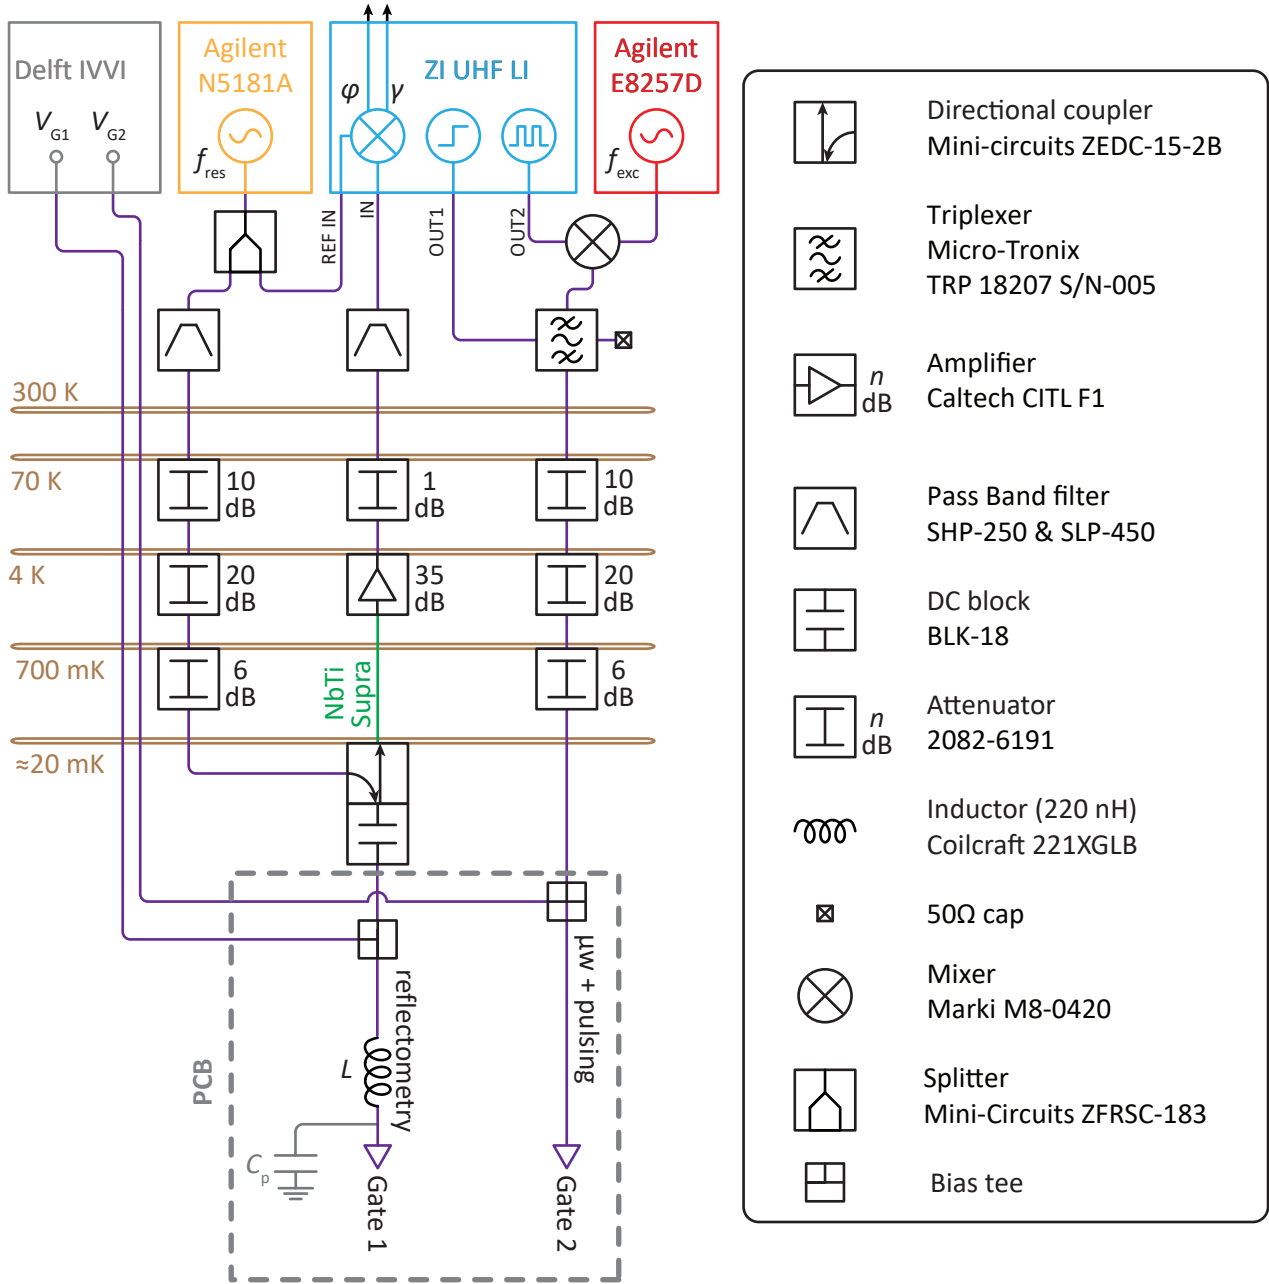 Delft IVVI
VG1
VG2
Agilent
N5181A
fres
ZI UHF LI
φ
γ
Agilent
E8257D
fexc
REF IN
IN
OUT1
OUT2
300 K
70 K
10
dB
1
dB
10
dB
4 K
20
dB
35
dB
20
dB
700 mK
6
dB
NbTi
Supra
6
dB
≈20 mK
PCB
reflectometry
μw + pulsing
L
Cp
Gate 1
Gate 2
Directional coupler
Mini-circuits ZEDC-15-2B
Triplexer
Micro-Tronix
TRP 18207 S/N-005
n
dB
Amplifier
Caltech CITL F1
Pass Band filter
SHP-250 & SLP-450
DC block
BLK-18
n
dB
Attenuator
2082-6191
Inductor (220 nH)
Coilcraft 221XGLB
50Ω cap
Mixer
Marki M8-0420
Splitter
Mini-Circuits ZFRSC-183
Bias tee